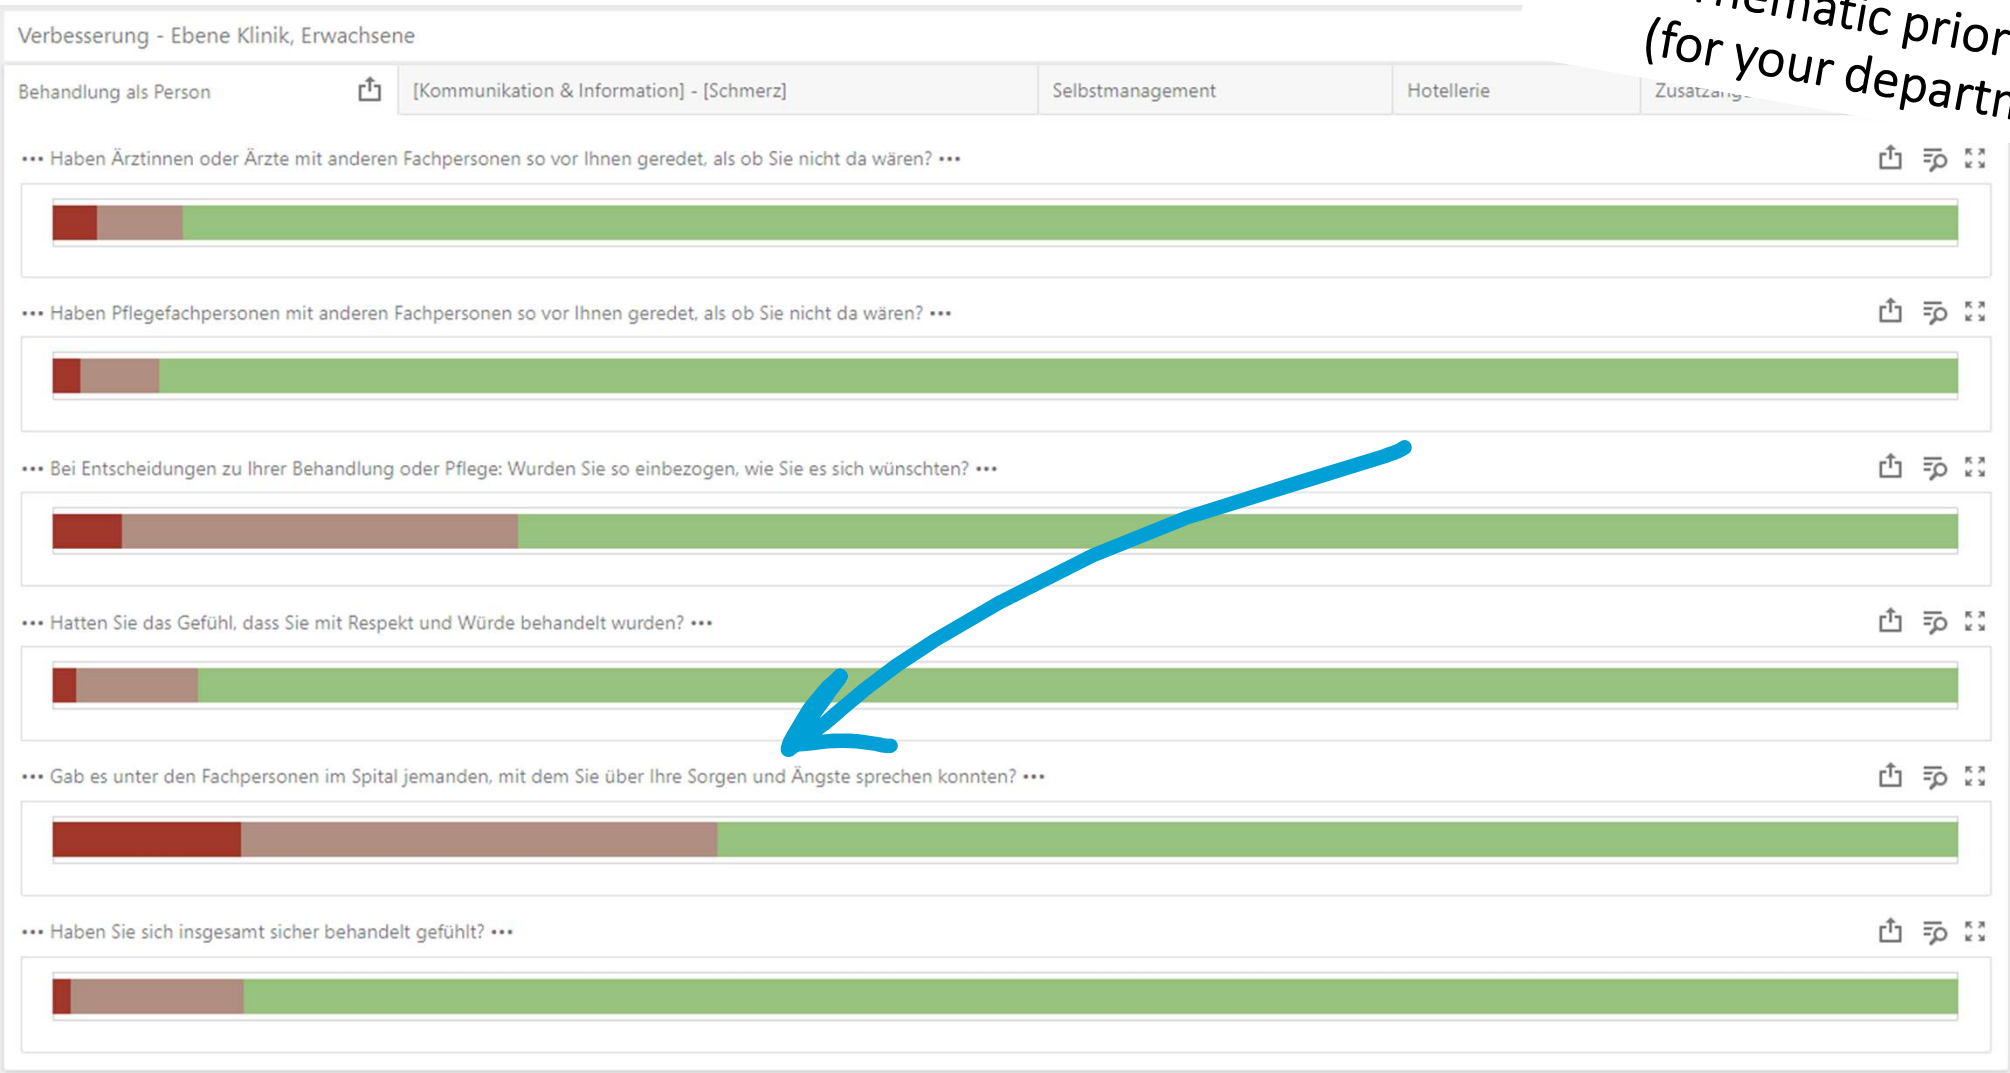 (for your
Verbesserung - Ebene Klinik, Erwachsene
Behandlung als Person
[Kommunikation & Information] - [Schmerz]
Selbstmanagement
Hotellerie
••• Haben Ärztinnen oder Ärzte mit anderen Fachpersonen so vor Ihnen geredet, als ob Sie nicht da wären? •••
••• Haben Pflegefachpersonen mit anderen Fachpersonen so vor Ihnen geredet, als ob Sie nicht da wären? •••
••• Bei Entscheidungen zu Ihrer Behandlung oder Pflege: Wurden Sie so einbezogen, wie Sie es sich wünschten? •••
••• Hatten Sie das Gefühl, dass Sie mit Respekt und Würde behandelt wurden? •••
••• Gab es unter den Fachpersonen im Spital jemanden, mit dem Sie über Ihre Sorgen und Ängste sprechen konnten? •••
••• Haben Sie sich insgesamt sicher behandelt gefühlt? •••